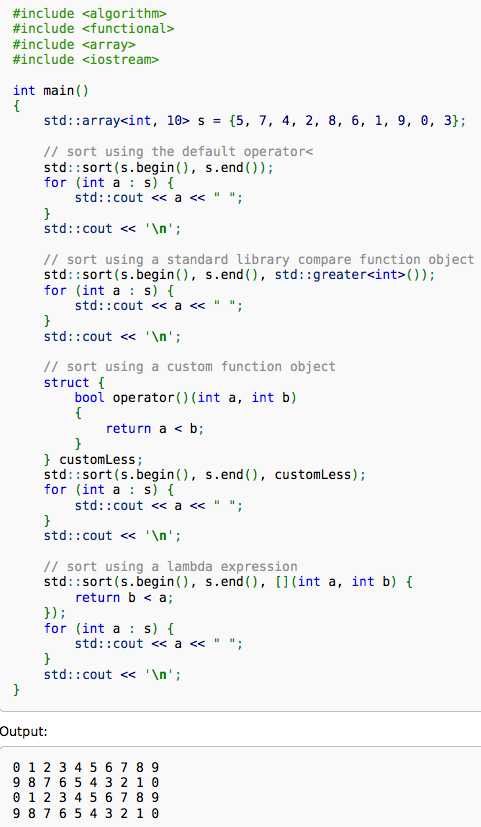 #include <algorithm>
#include <functional>
#include <array>
#include <iostream>

int main()
{
    std::array<int, 10> s = {5, 7, 4, 2, 8, 6, 1, 9, 0, 3};

    // sort using the default operator<
    std::sort(s.begin(), s.end());
    for (int a : s) {
        std::cout << a << " ";
    }
    std::cout << '\n';

    // sort using a standard library compare function object
    std::sort(s.begin(), s.end(), std::greater<int>());
    for (int a : s) {
        std::cout << a << " ";
    }
    std::cout << '\n';

    // sort using a custom function object
    struct {
        bool operator()(int a, int b)
        {
            return a < b;
        }
    } customLess;
    std::sort(s.begin(), s.end(), customLess);
    for (int a : s) {
        std::cout << a << " ";
    }
    std::cout << '\n';

    // sort using a lambda expression
    std::sort(s.begin(), s.end(), [](int a, int b) {
        return b < a;
    });
    for (int a : s) {
        std::cout << a << " ";
    }
    std::cout << '\n';
}

Output:

0 1 2 3 4 5 6 7 8 9
9 8 7 6 5 4 3 2 1 0
0 1 2 3 4 5 6 7 8 9
9 8 7 6 5 4 3 2 1 0